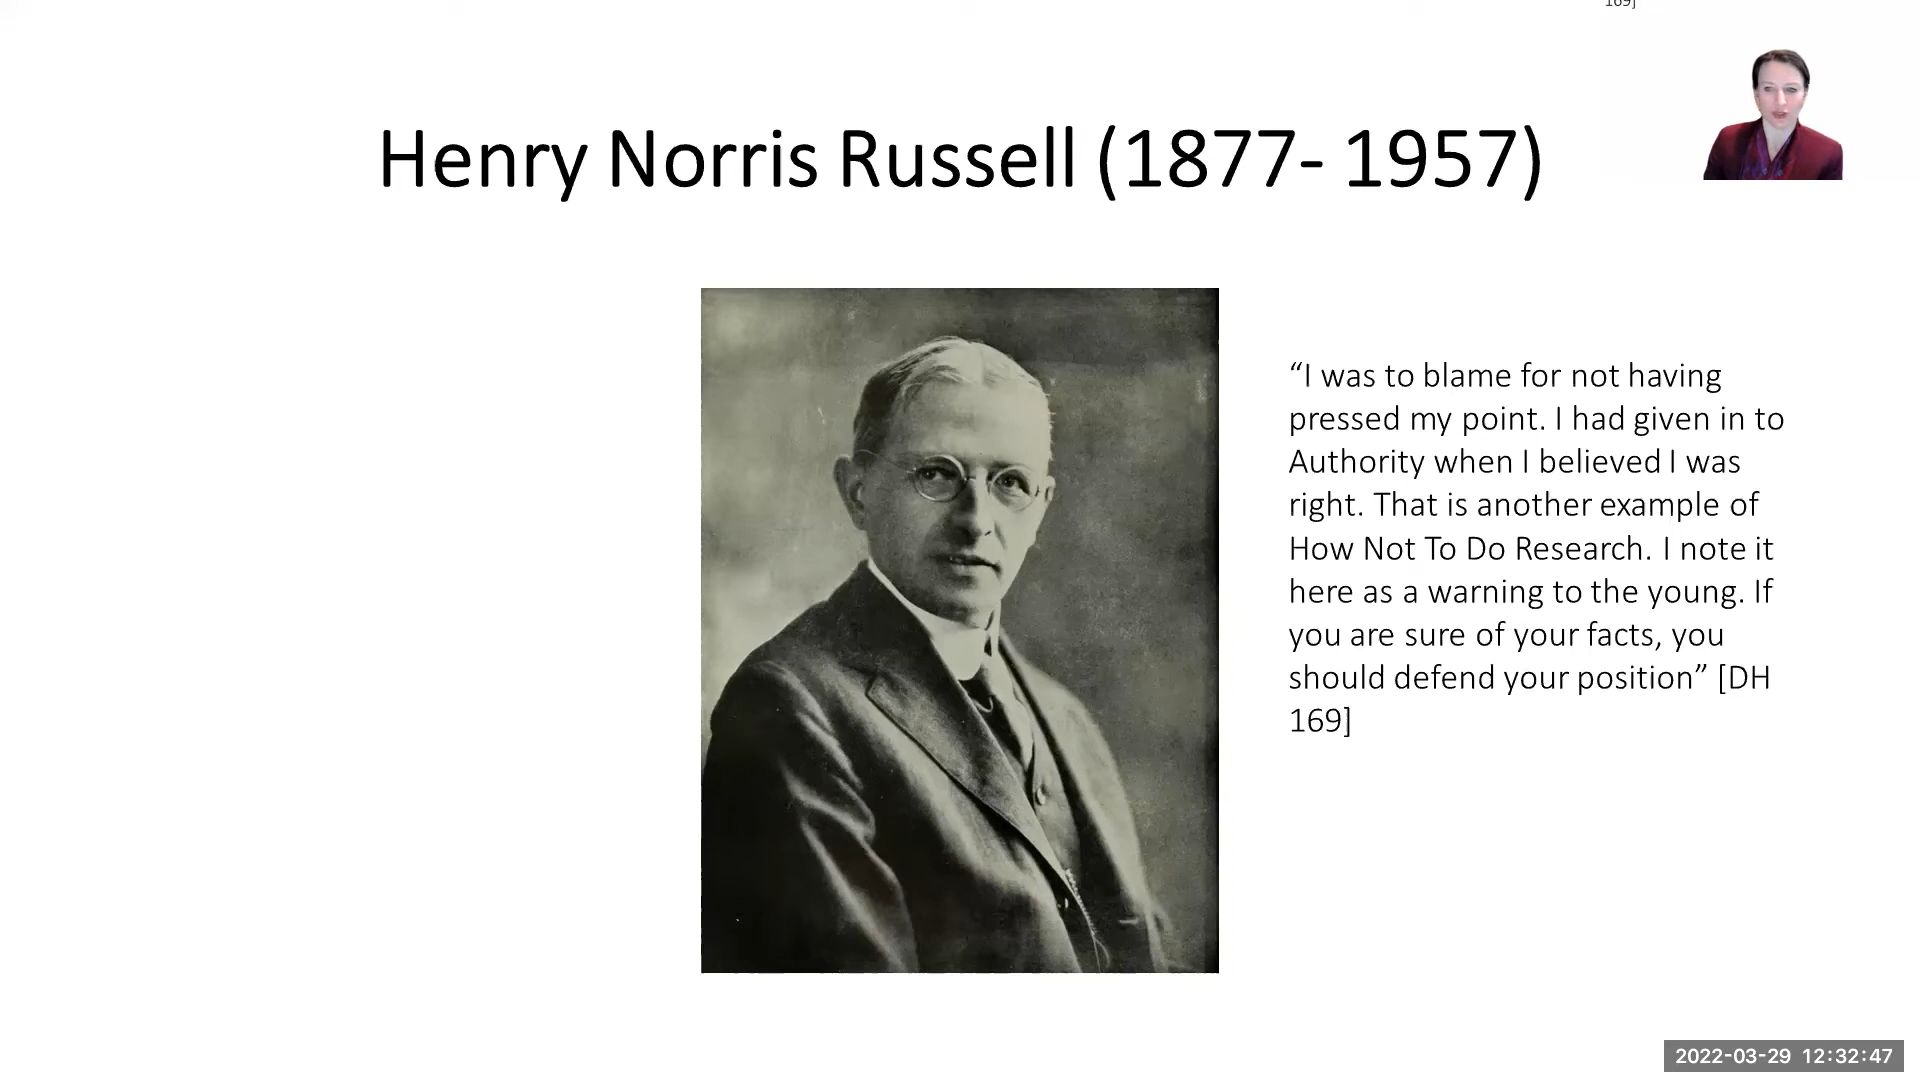 169]
Henry Norris Russell (1877- 1957)
“I was to blame for not having
pressed my point. I had given in to
Authority when I believed I was
right. That is another example of
How Not To Do Research. I note it
here as a warning to the young. If
you are sure of your facts, you
should defend your position” [DH
169]
2022-03-29 12:32:47